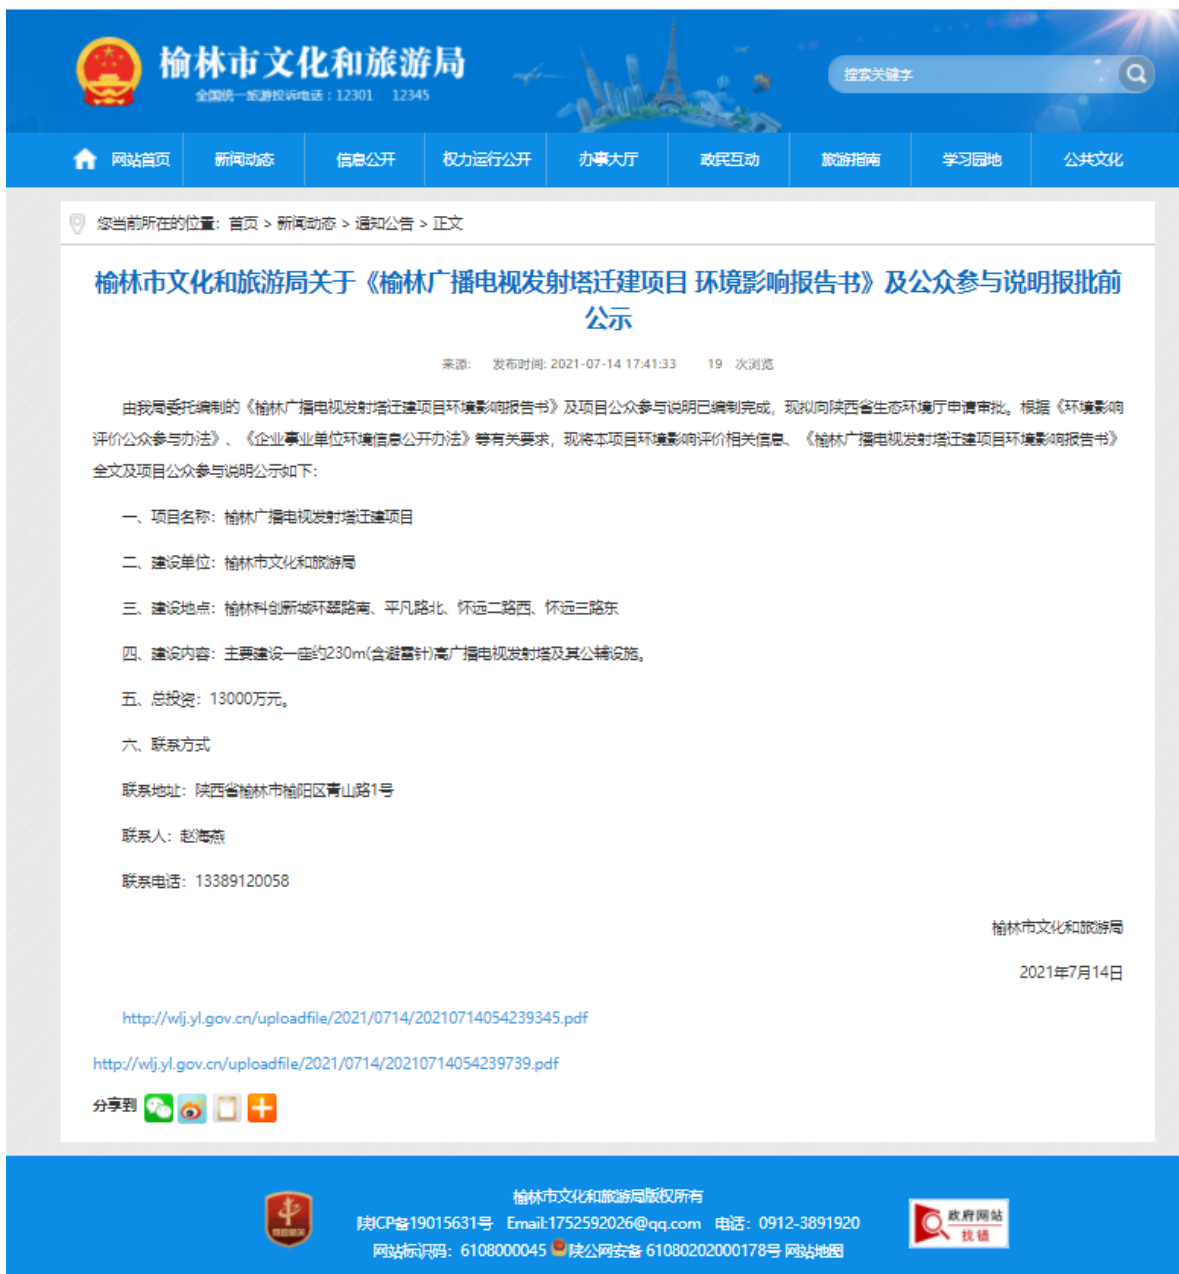 榆林市文化和旅游局
全国统一旅游投诉电话：12301 12345
搜索关键字
网站首页 新闻动态 信息公开 权力运行公开 办事大厅 政民互动 旅游指南 学习园地 公共文化
您当前所在的位置：首页 > 新闻动态 > 通知公告 > 正文
榆林市文化和旅游局关于《榆林广播电视发射塔迁建项目 环境影响报告书》及公众参与说明报批前
公示
来源: 发布时间: 2021-07-14 17:41:33 19 次浏览
由我局委托编制的《榆林广播电视发射塔迁建项目环境影响报告书》及项目公众参与说明已编制完成，现拟向陕西省生态环境厅申请审批。根据《环境影响
评价公众参与办法》、《企业事业单位环境信息公开办法》等有关要求，现将本项目环境影响评价相关信息、《榆林广播电视发射塔迁建项目环境影响报告书》
全文及项目公众参与说明公示如下：
一、项目名称：榆林广播电视发射塔迁建项目
二、建设单位：榆林市文化和旅游局
三、建设地点：榆林科创新城环翠路南、平凡路北、怀远二路西、怀远三路东
四、建设内容：主要建设一座约230m(含避雷针)高广播电视发射塔及其公辅设施。
五、总投资：13000万元。
六、联系方式
联系地址：陕西省榆林市榆阳区青山路1号
联系人：赵海燕
联系电话：13389120058
榆林市文化和旅游局
2021年7月14日
http://wlj.yl.gov.cn/uploadfile/2021/0714/20210714054239345.pdf
http://wlj.yl.gov.cn/uploadfile/2021/0714/20210714054239739.pdf
分享到
榆林市文化和旅游局版权所有
陕ICP备19015631号 Email:1752592026@qq.com 电话：0912-3891920
网站标识码：6108000045 陕公网安备 61080202000178号 网站地图
党政机关
政府网站
找错